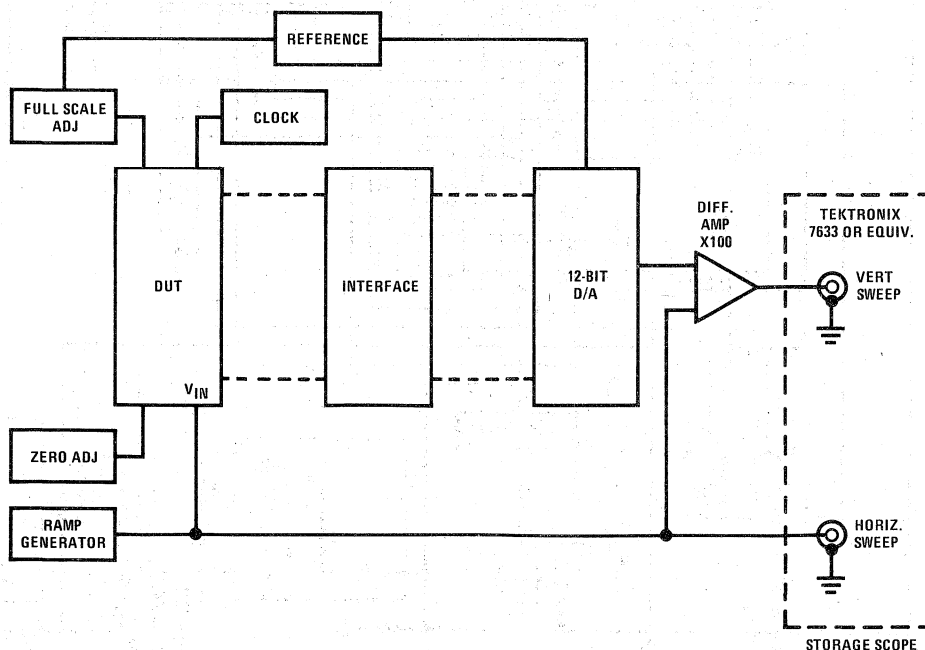 REFERENCE
FULL SCALE
ADJ
CLOCK
DUT
VIN
INTERFACE
12-BIT
D/A
DIFF.
AMP
X100
TEKTRONIX
7633 OR EQUIV.
VERT
SWEEP
ZERO ADJ
RAMP
GENERATOR
HORIZ.
SWEEP
STORAGE SCOPE